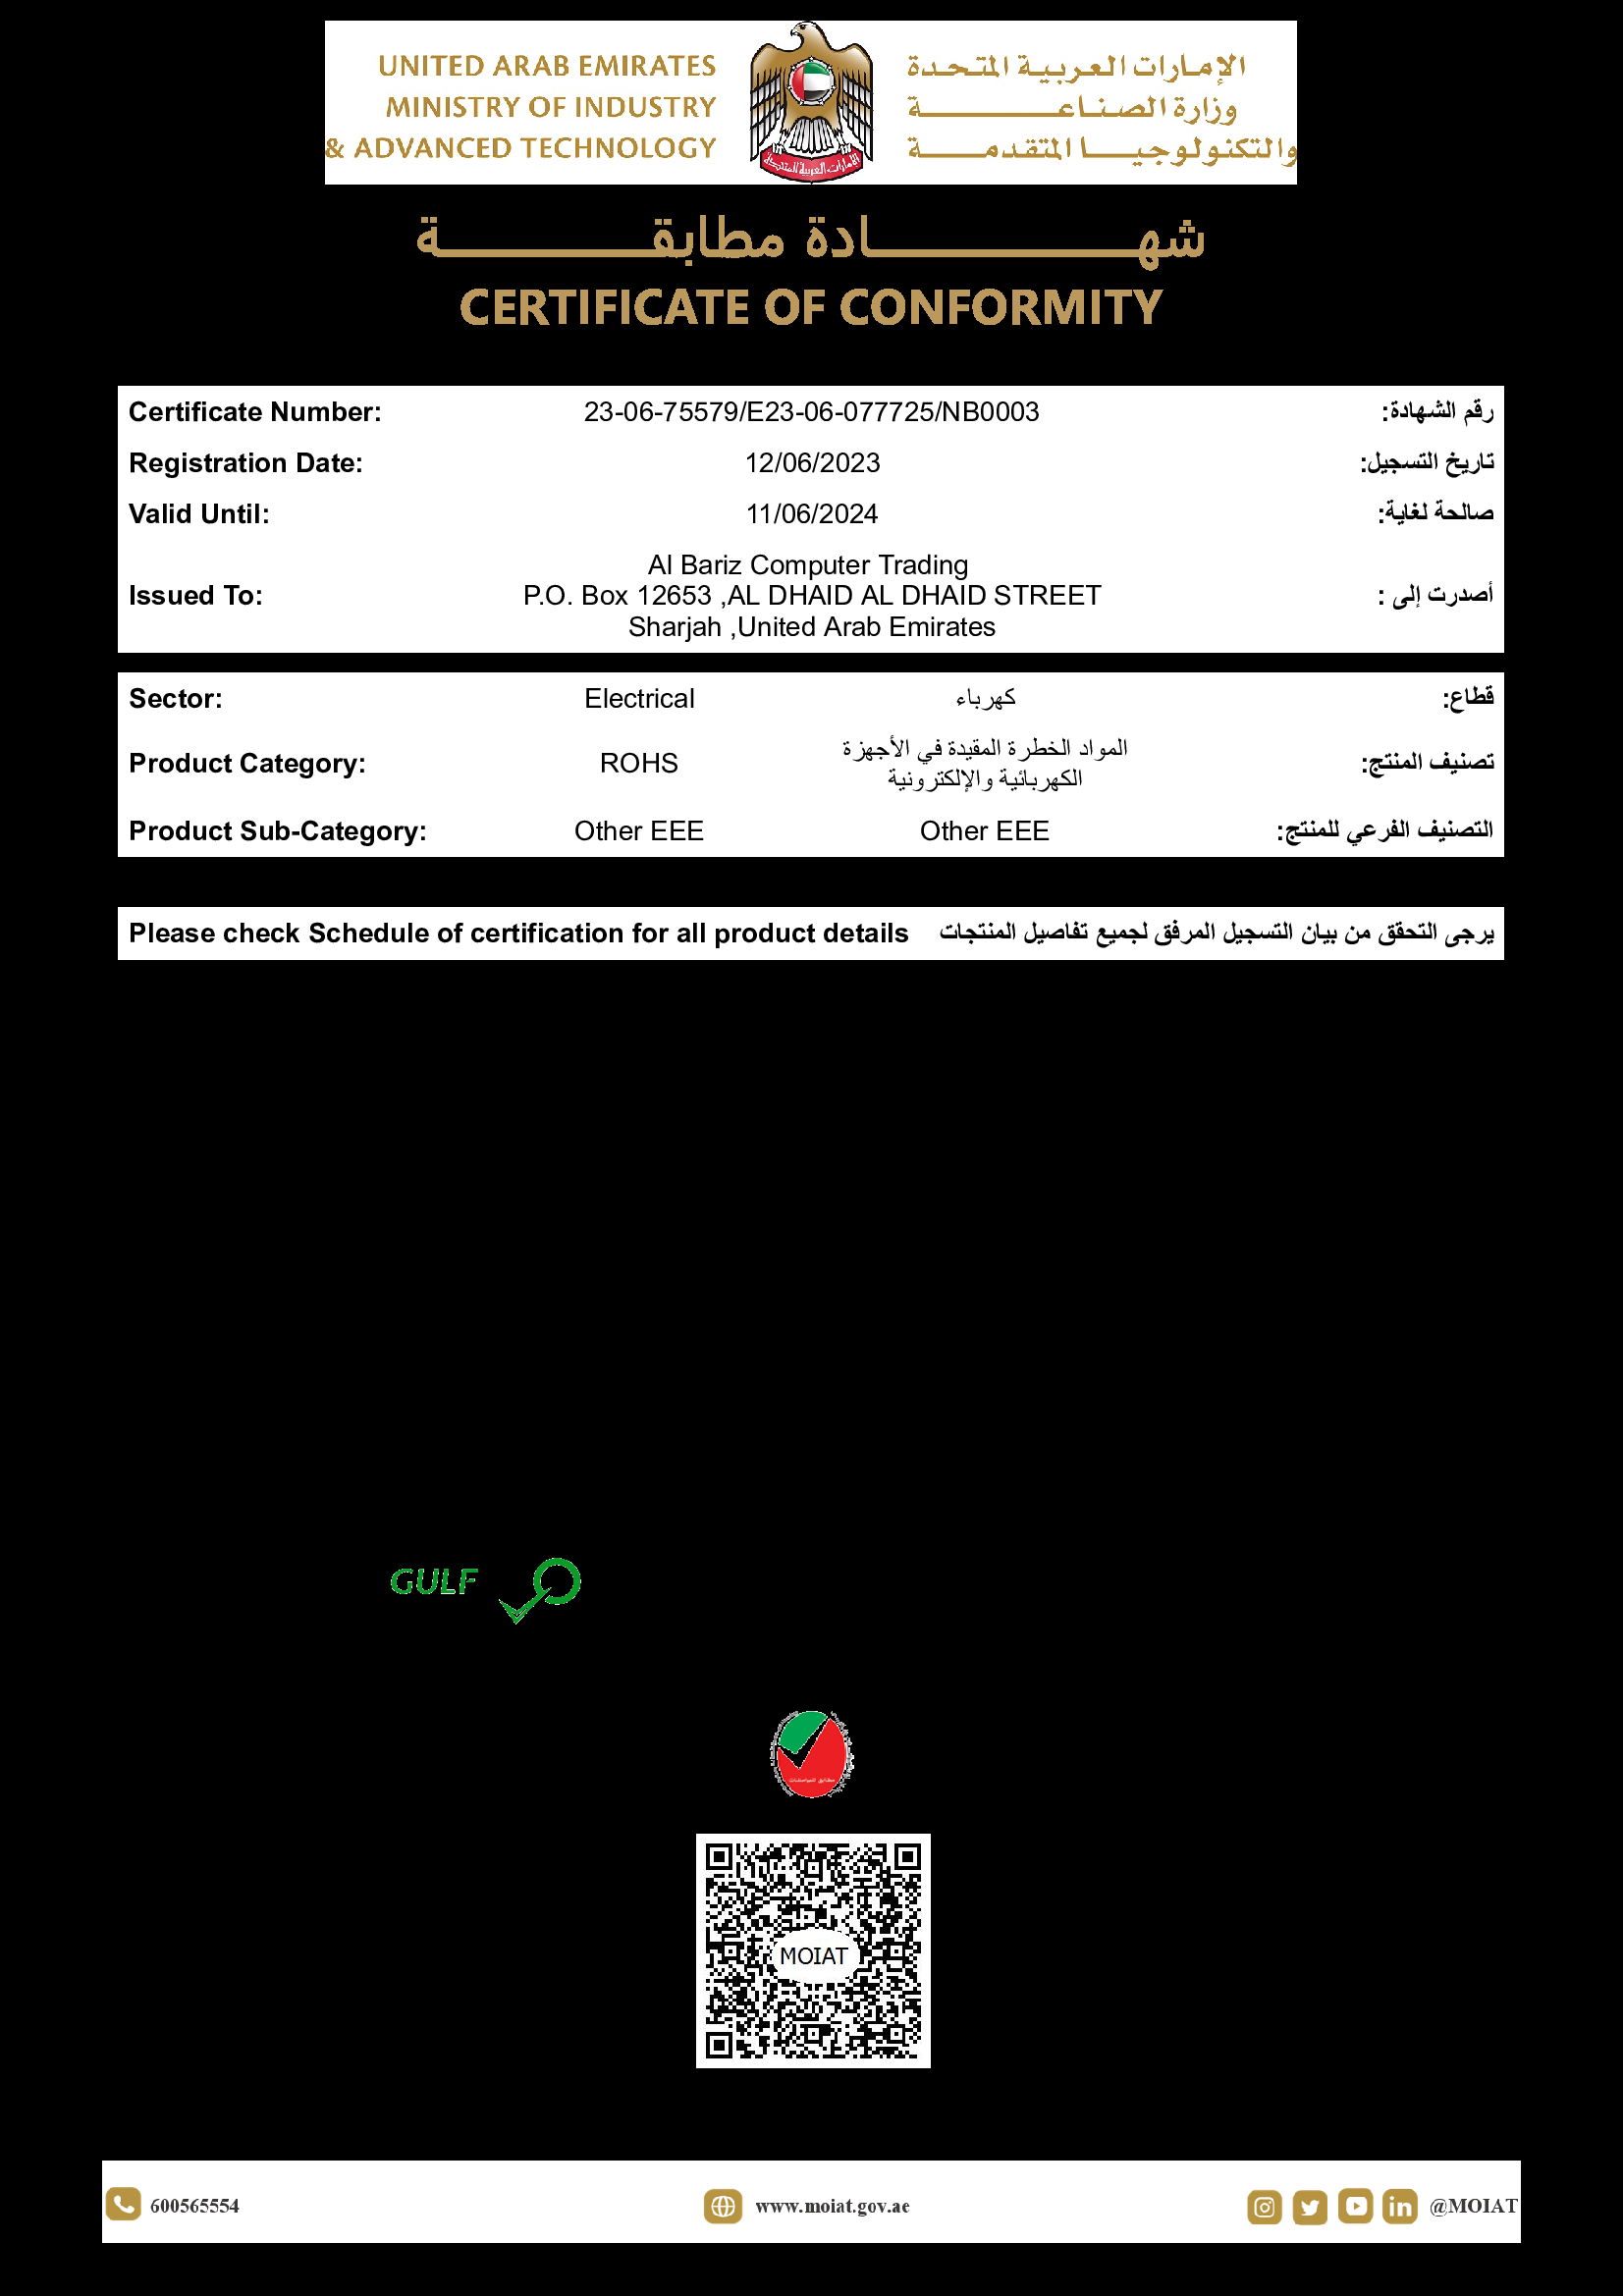 UNITED ARAB EMIRATES
MINISTRY OF INDUSTRY
& ADVANCED TECHNOLOGY
الإمارات العربية المتحدة
وزارة الصناعة
والتكنولوجيا المتقدمة
الإمارات العربية المتحدة
شهادة مطابقة
CERTIFICATE OF CONFORMITY
Certificate Number: 23-06-75579/E23-06-077725/NB0003 رقم الشهادة:
Registration Date: 12/06/2023 تاريخ التسجيل:
Valid Until: 11/06/2024 صالحة لغاية:
Al Bariz Computer Trading
Issued To: P.O. Box 12653 ,AL DHAID AL DHAID STREET أصدرت إلى :
Sharjah ,United Arab Emirates
Sector: Electrical كهرباء قطاع:
Product Category: ROHS المواد الخطرة المقيدة في الأجهزة الكهربائية والإلكترونية تصنيف المنتج:
Product Sub-Category: Other EEE Other EEE التصنيف الفرعي للمنتج:
Please check Schedule of certification for all product details يرجى التحقق من بيان التسجيل المرفق لجميع تفاصيل المنتجات
GULF
مطابق للمواصفات
MOIAT
600565554 www.moiat.gov.ae @MOIAT